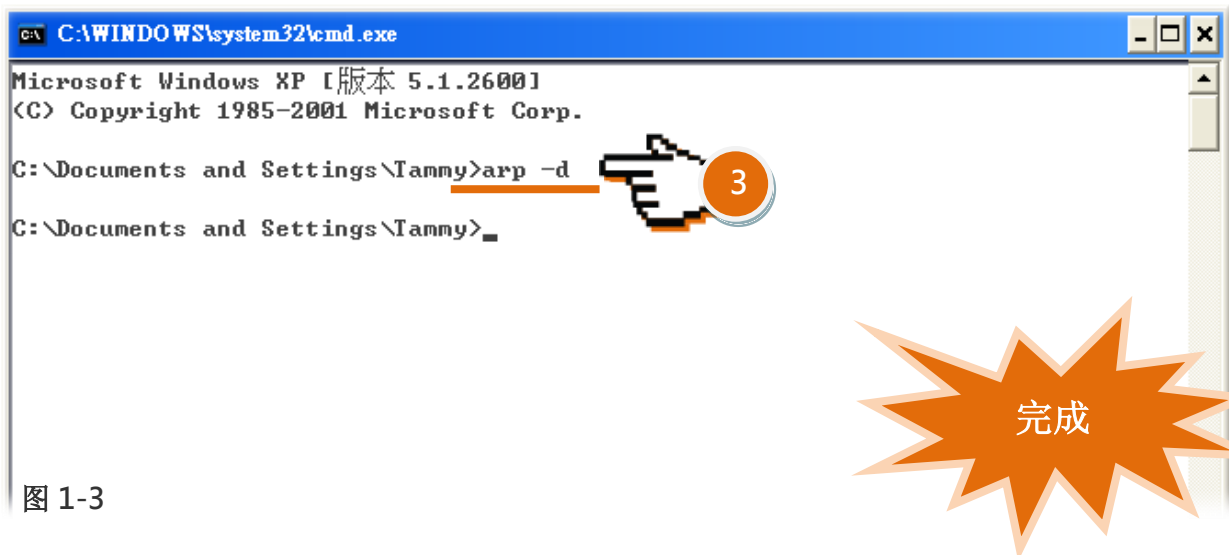 C:\WINDOWS\system32\cmd.exe
Microsoft Windows XP [版本 5.1.2600]
(C) Copyright 1985-2001 Microsoft Corp.
C:\Documents and Settings\Tammy>arp -d
3
C:\Documents and Settings\Tammy>_
完成
图 1-3